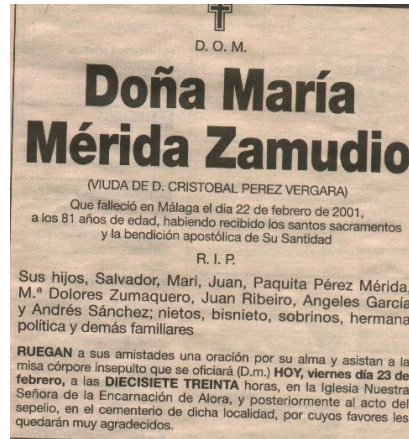 D. O. M.
Doña María
Mérida Zamudio
(VIUDA DE D. CRISTOBAL PEREZ VERGARA)
Que falleció en Málaga el día 22 de febrero de 2001,
a los 81 años de edad, habiendo recibido los santos sacramentos
y la bendición apostólica de Su Santidad
R. I. P.
Sus hijos, Salvador, Mari, Juan, Paquita Pérez Mérida,
M.ª Dolores Zumaquero, Juan Ribeiro, Angeles García
y Andrés Sánchez; nietos, bisnieto, sobrinos, hermana
política y demás familiares
RUEGAN a sus amistades una oración por su alma y asistan a la
misa córpore insepulto que se oficiará (D.m.) HOY, viernes día 23 de
febrero, a las DIECISIETE TREINTA horas, en la Iglesia Nuestra
Señora de la Encarnación de Alora, y posteriormente al acto del
sepelio, en el cementerio de dicha localidad, por cuyos favores les
quedarán muy agradecidos.